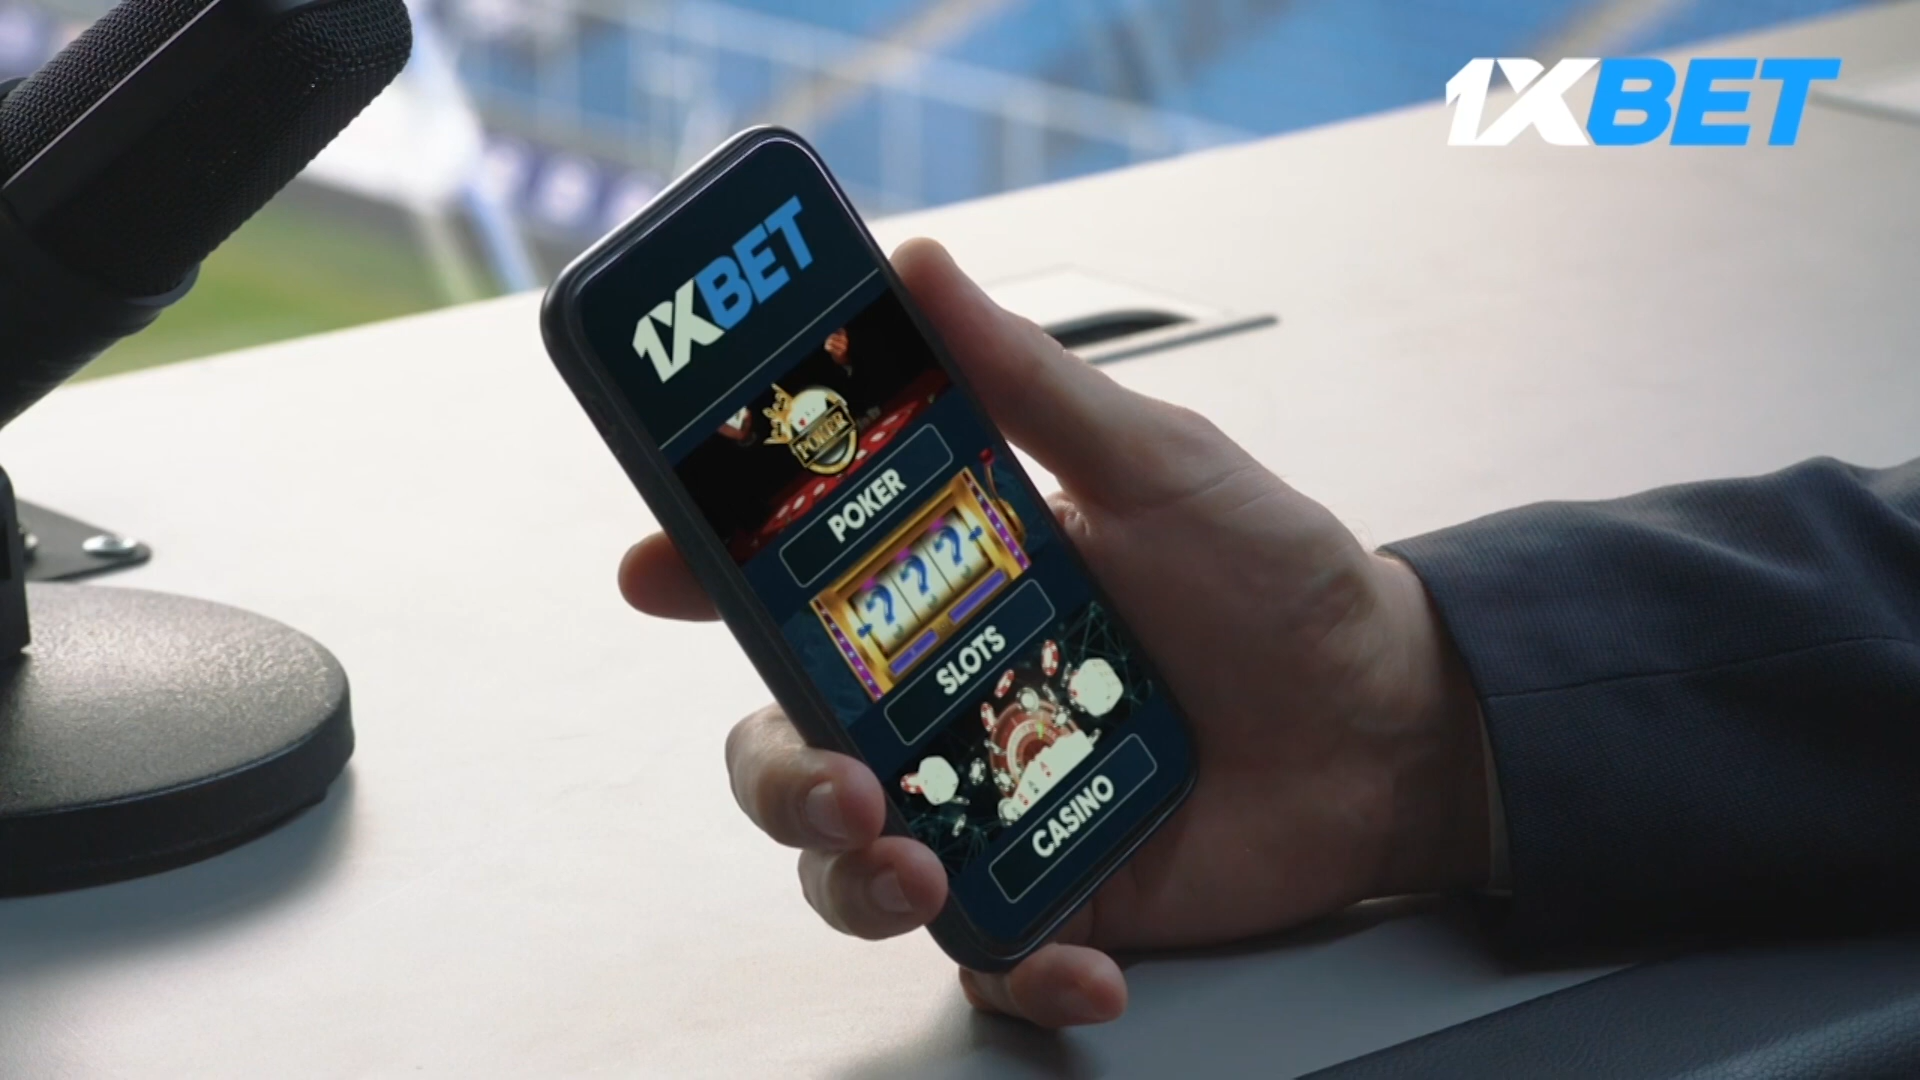 1XBET
1XBET
POKER
POKER
???
SLOTS
CASINO